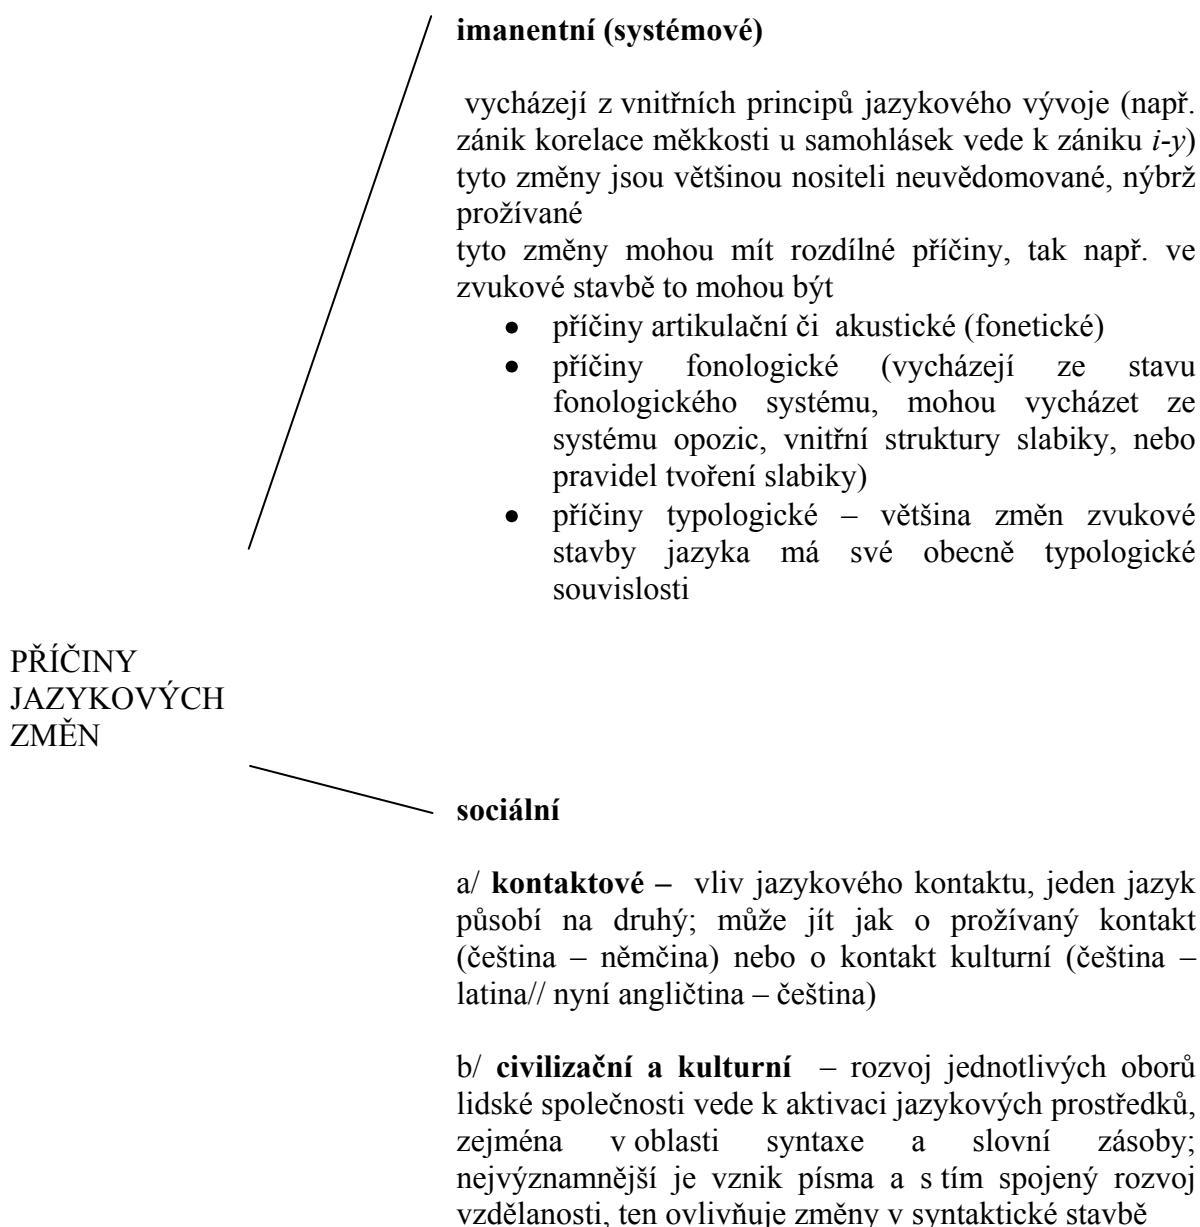 imanentní (systémové)
vycházejí z vnitřních principů jazykového vývoje (např.
zánik korelace měkkosti u samohlásek vede k zániku i-y)
tyto změny jsou většinou nositeli neuvědomované, nýbrž
prožívané
tyto změny mohou mít rozdílné příčiny, tak např. ve
zvukové stavbě to mohou být
• příčiny artikulační či akustické (fonetické)
• příčiny fonologické (vycházejí ze stavu
fonologického systému, mohou vycházet ze
systému opozic, vnitřní struktury slabiky, nebo
pravidel tvoření slabiky)
• příčiny typologické – většina změn zvukové
stavby jazyka má své obecně typologické
souvislosti
PŘÍČINY
JAZYKOVÝCH
ZMĚN
sociální
a/ kontaktové – vliv jazykového kontaktu, jeden jazyk
působí na druhý; může jít jak o prožívaný kontakt
(čeština – němčina) nebo o kontakt kulturní (čeština –
latina// nyní angličtina – čeština)
b/ civilizační a kulturní – rozvoj jednotlivých oborů
lidské společnosti vede k aktivaci jazykových prostředků,
zejména v oblasti syntaxe a slovní zásoby;
nejvýznamnější je vznik písma a s tím spojený rozvoj
vzdělanosti, ten ovlivňuje změny v syntaktické stavbě